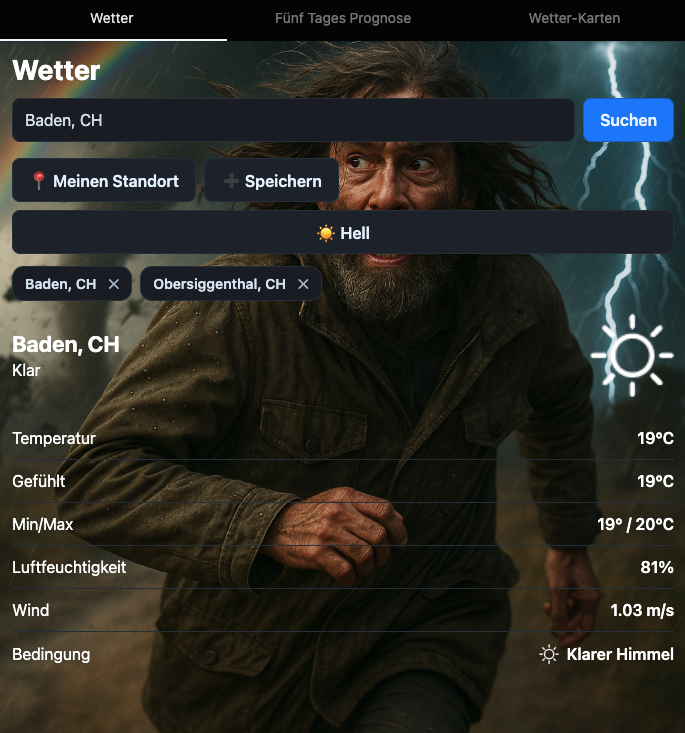 Wetter Fünf Tages Prognose Wetter-Karten
Wetter
Baden, CH Suchen
Meinen Standort Speichern
Hell
Baden, CH × Obersiggenthal, CH ×
Baden, CH
Klar
Temperatur 19°C
Gefühlt 19°C
Min/Max 19° / 20°C
Luftfeuchtigkeit 81%
Wind 1.03 m/s
Bedingung Klarer Himmel